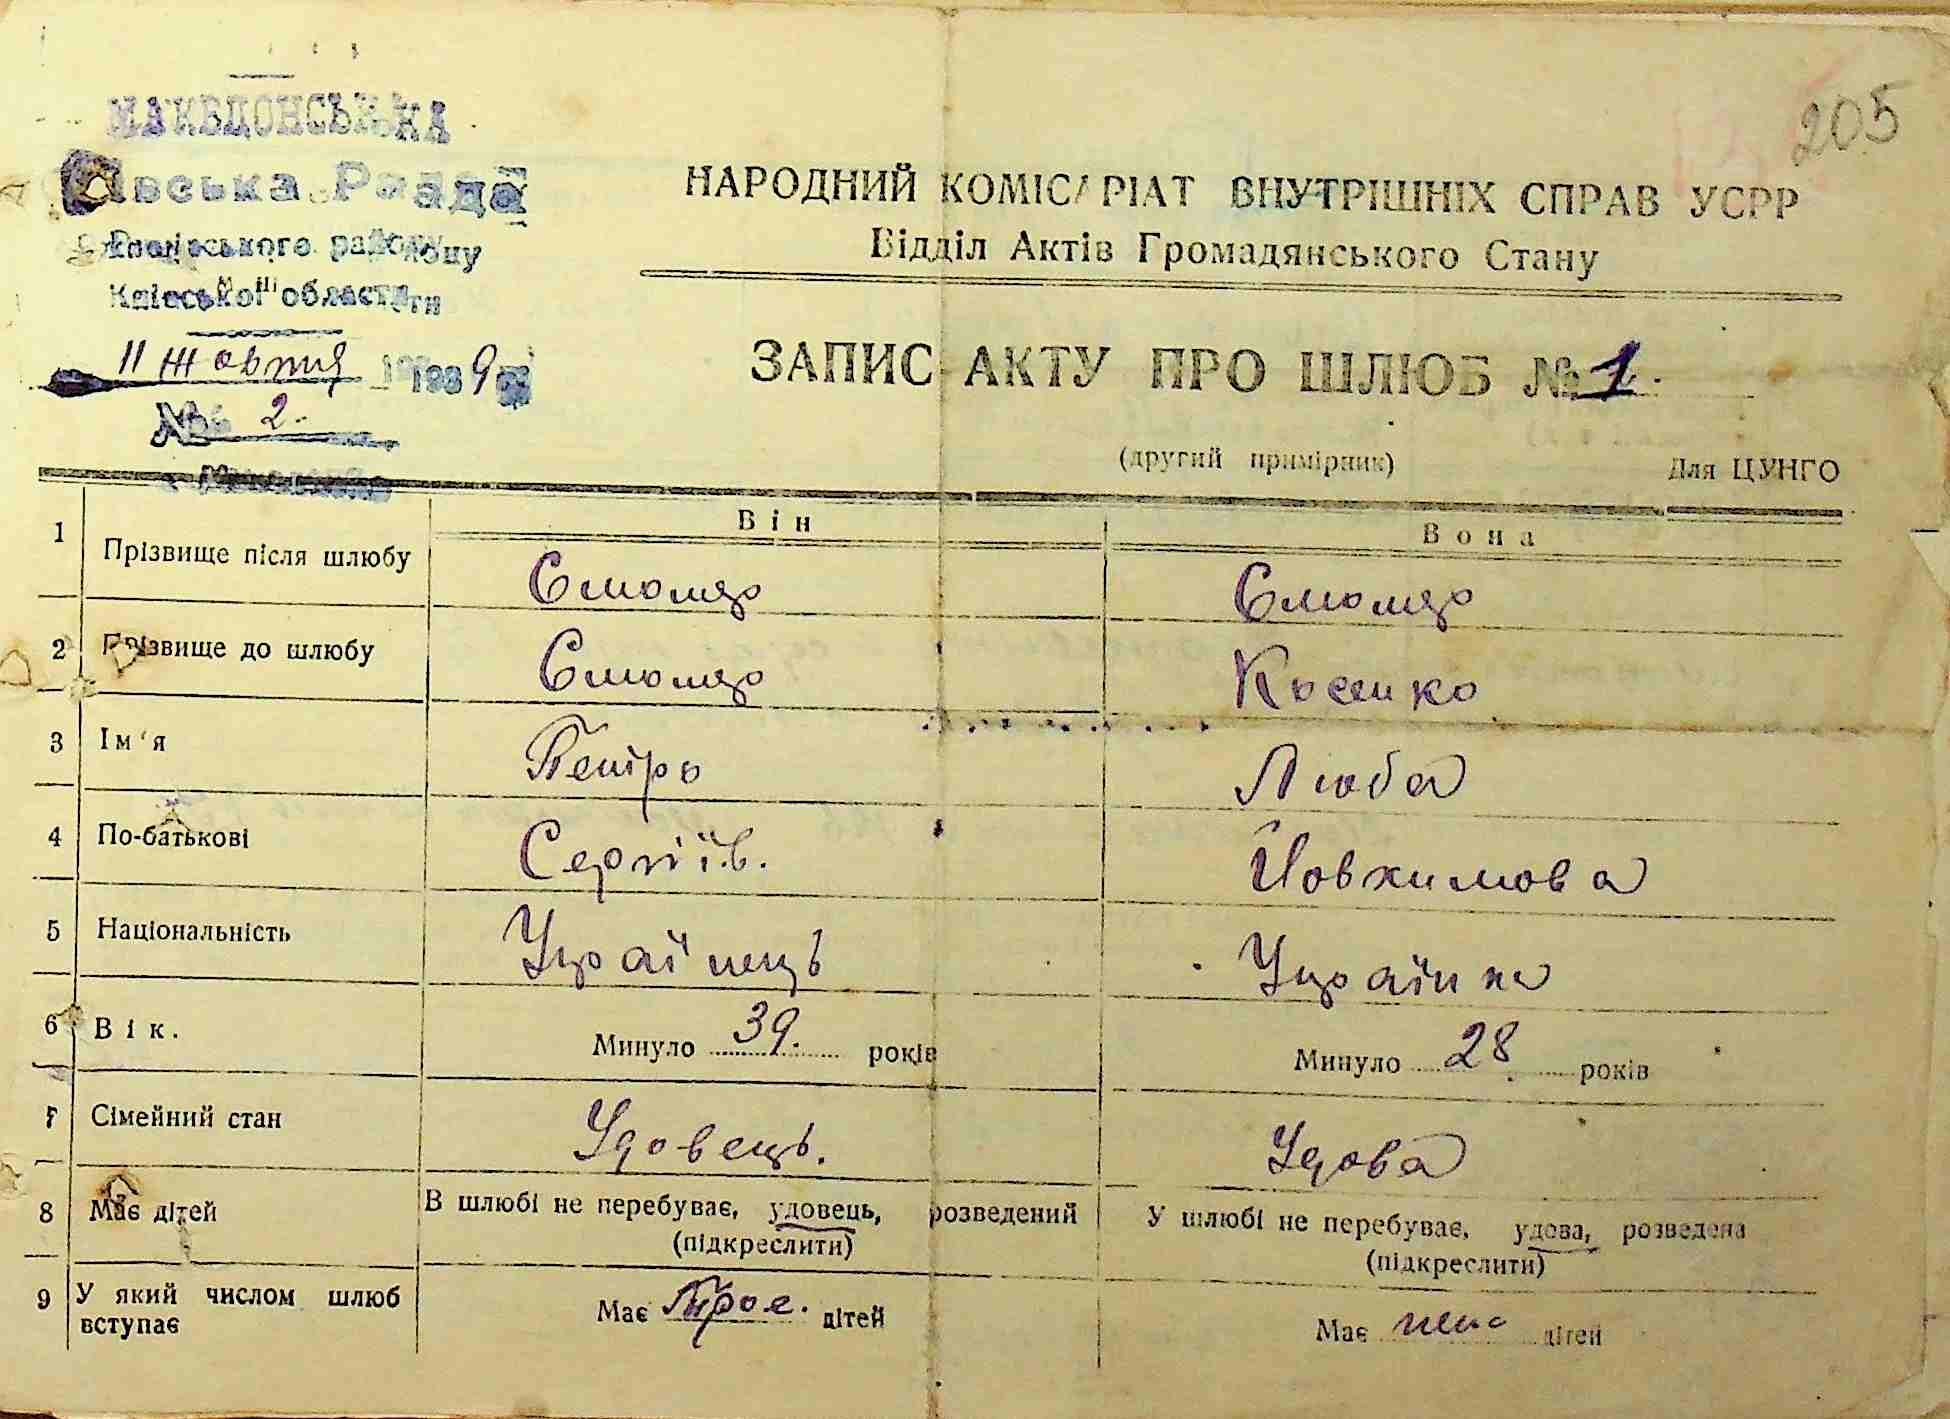 205
МАКЕДОНСЬКА
Рада
району
Київської області
11 жовтня 1939
№ 2.
НАРОДНИЙ КОМІСАРІАТ ВНУТРІШНІХ СПРАВ УСРР
Відділ Актів Громадянського Стану
ЗАПИС АКТУ ПРО ШЛЮБ № 1.
(другий примірник) Для ЦУНГО
Він Вона
1 Прізвище після шлюбу Смоляр Смоляр
2 Прізвище до шлюбу Смоляр Косенко
3 Ім'я Петро Люба
4 По-батькові Сергіїв. Йовхимова
5 Національність Українець Українка
6 Вік. Минуло 39. років Минуло 28 років
7 Сімейний стан Удовець. Удова
8 Має дітей В шлюбі не перебуває, удовець, розведений У шлюбі не перебуває, удова, розведена
(підкреслити) (підкреслити)
9 У який числом шлюб вступає Має Троє. дітей Має нема дітей